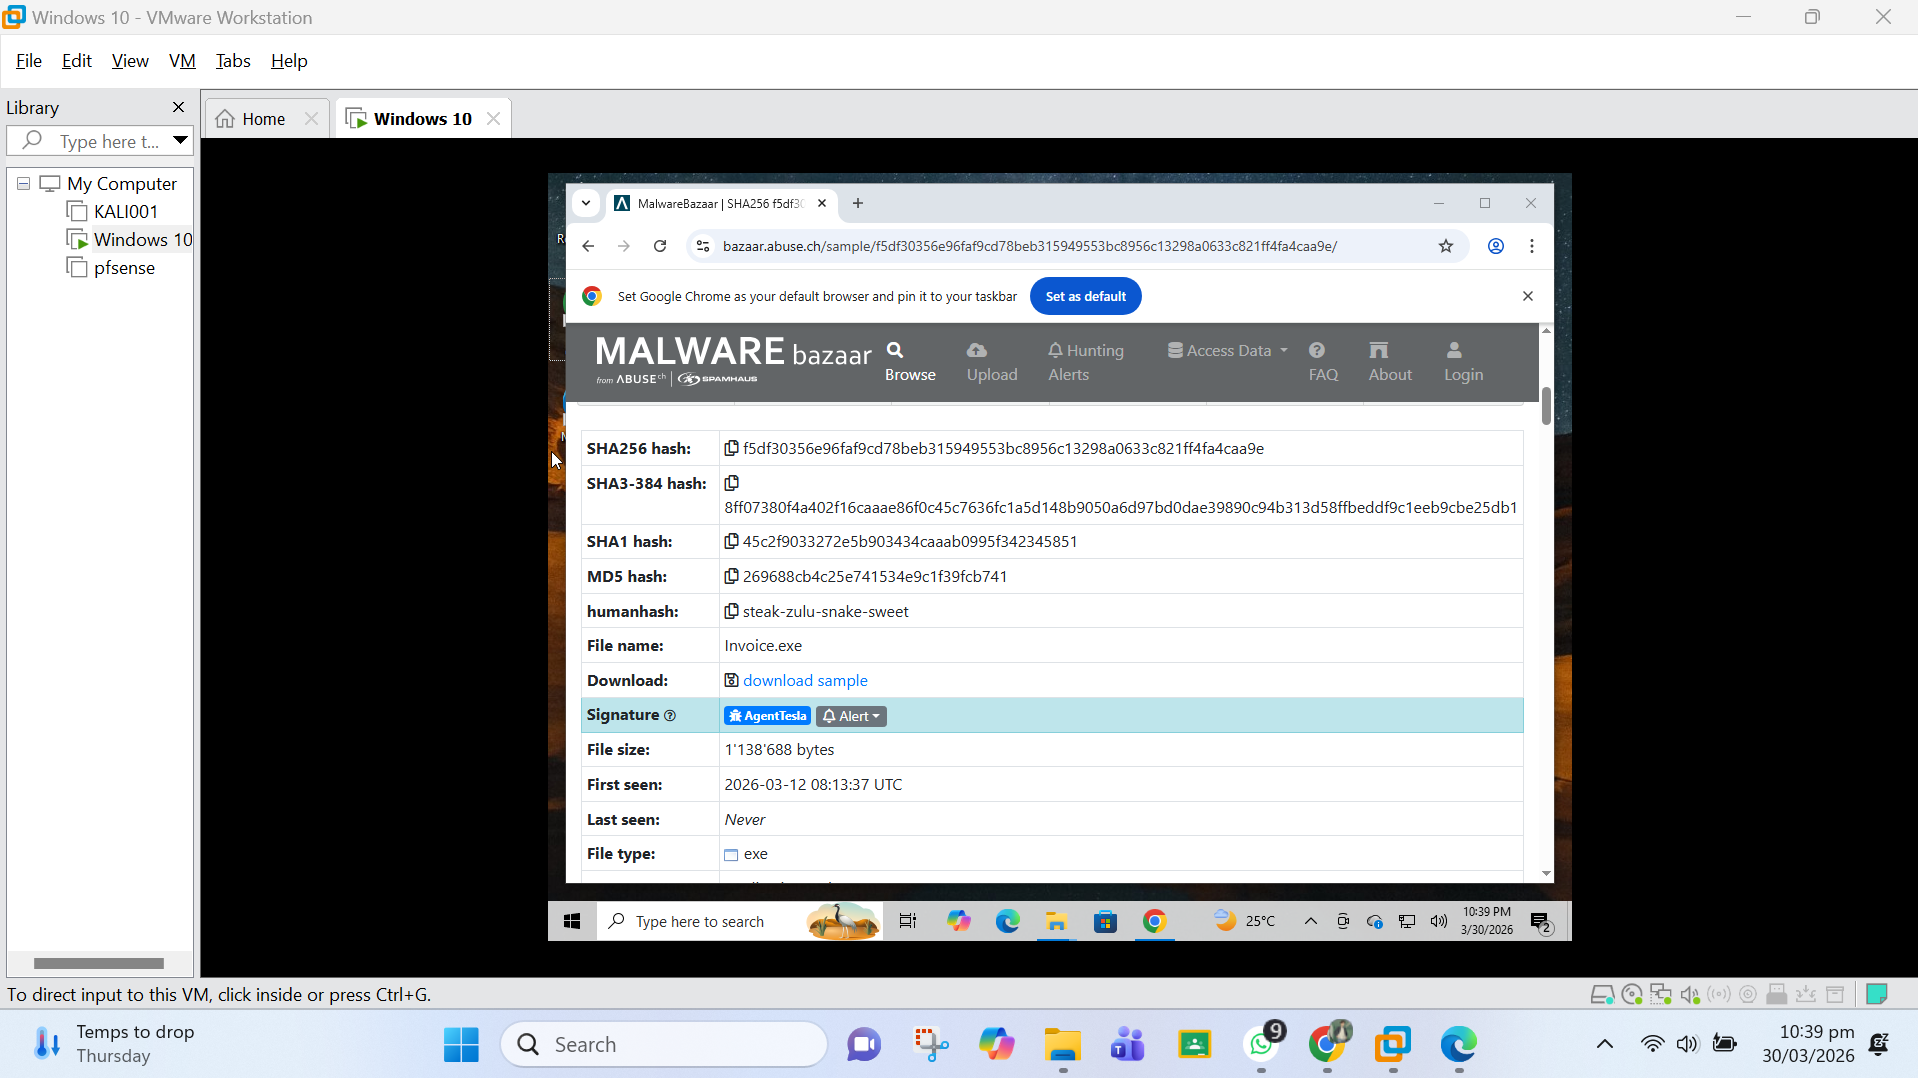 Windows 10 - VMware Workstation
File Edit View VM Tabs Help
Library
Type here t...
My Computer
KALI001
Windows 10
pfsense
Home
Windows 10
MalwareBazaar | SHA256 f5df30
bazaar.abuse.ch/sample/f5df30356e96faf9cd78beb315949553bc8956c13298a0633c821ff4fa4caa9e/
Set Google Chrome as your default browser and pin it to your taskbar
Set as default
MALWARE bazaar
from ABUSE ch | SPAMHAUS
Browse
Upload
Hunting
Alerts
Access Data
FAQ
About
Login
SHA256 hash: f5df30356e96faf9cd78beb315949553bc8956c13298a0633c821ff4fa4caa9e
SHA3-384 hash:
8ff07380f4a402f16caaae86f0c45c7636fc1a5d148b9050a6d97bd0dae39890c94b313d58ffbeddf9c1eeb9cbe25db1
SHA1 hash: 45c2f9033272e5b903434caaab0995f342345851
MD5 hash: 269688cb4c25e741534e9c1f39fcb741
humanhash: steak-zulu-snake-sweet
File name: Invoice.exe
Download: download sample
Signature AgentTesla Alert
File size: 1'138'688 bytes
First seen: 2026-03-12 08:13:37 UTC
Last seen: Never
File type: exe
Type here to search
25°C
10:39 PM
3/30/2026
2
To direct input to this VM, click inside or press Ctrl+G.
Temps to drop
Thursday
Search
9
10:39 pm
30/03/2026